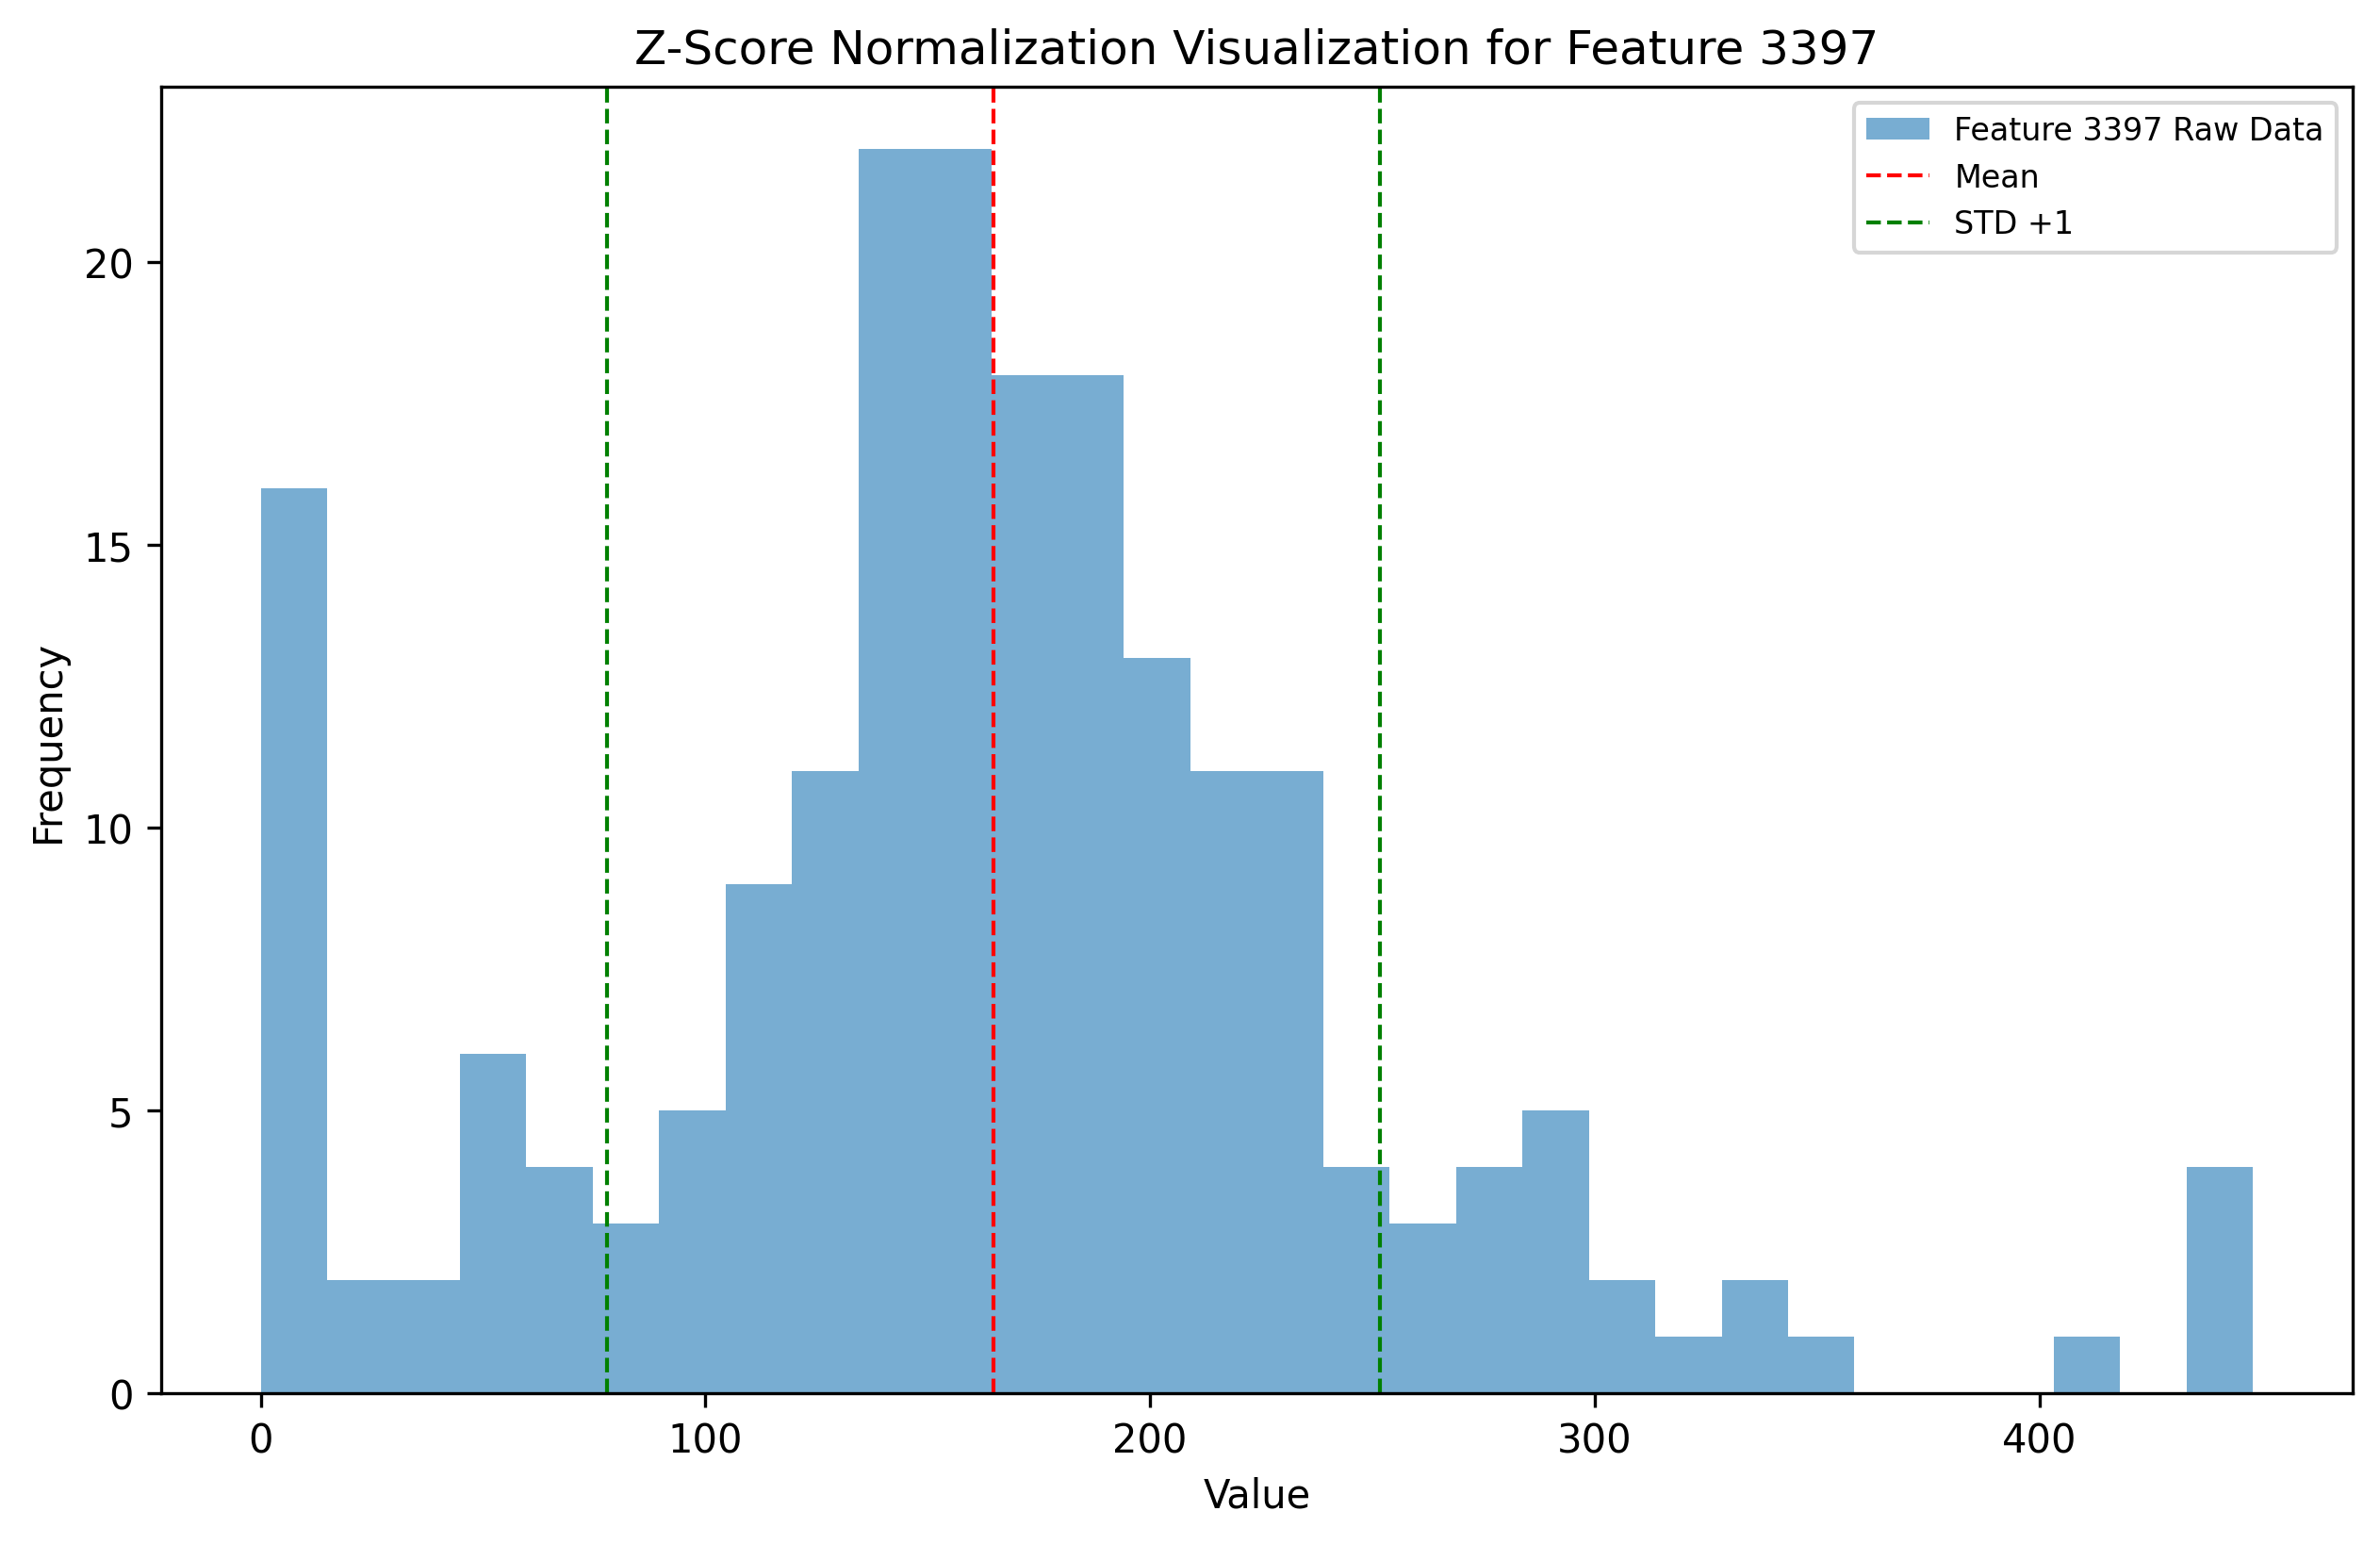 Z-Score Normalization Visualization for Feature 3397
Feature 3397 Raw Data
Mean
STD +1
20
15
10
5
0
Frequency
0 100 200 300 400
Value